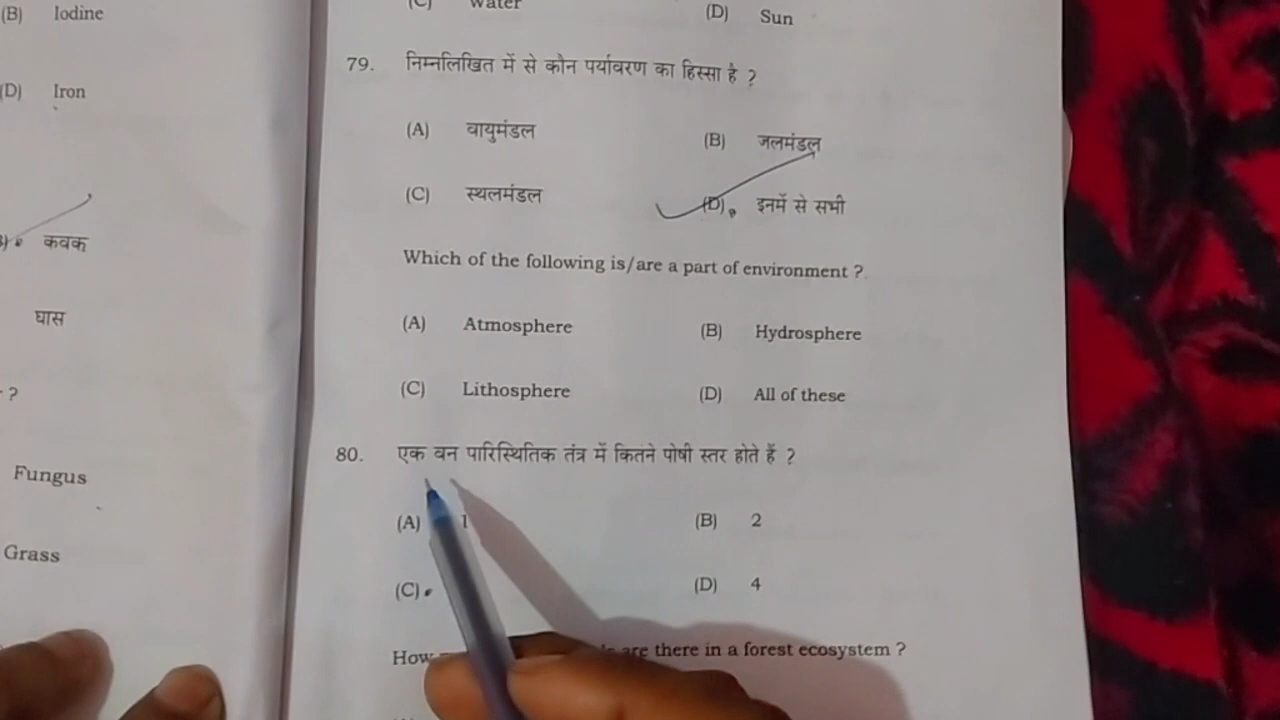 (B) Iodine
(D) Iron
कवक
घास
?
Fungus
Grass
(C) Water (D) Sun
79. निम्नलिखित में से कौन पर्यावरण का हिस्सा है ?
(A) वायुमंडल (B) जलमंडल
(C) स्थलमंडल (D) इनमें से सभी
Which of the following is/are a part of environment ?
(A) Atmosphere (B) Hydrosphere
(C) Lithosphere (D) All of these
80. एक वन पारिस्थितिक तंत्र में कितने पोषी स्तर होते हैं ?
(A) 1 (B) 2
(C) (D) 4
How are there in a forest ecosystem ?